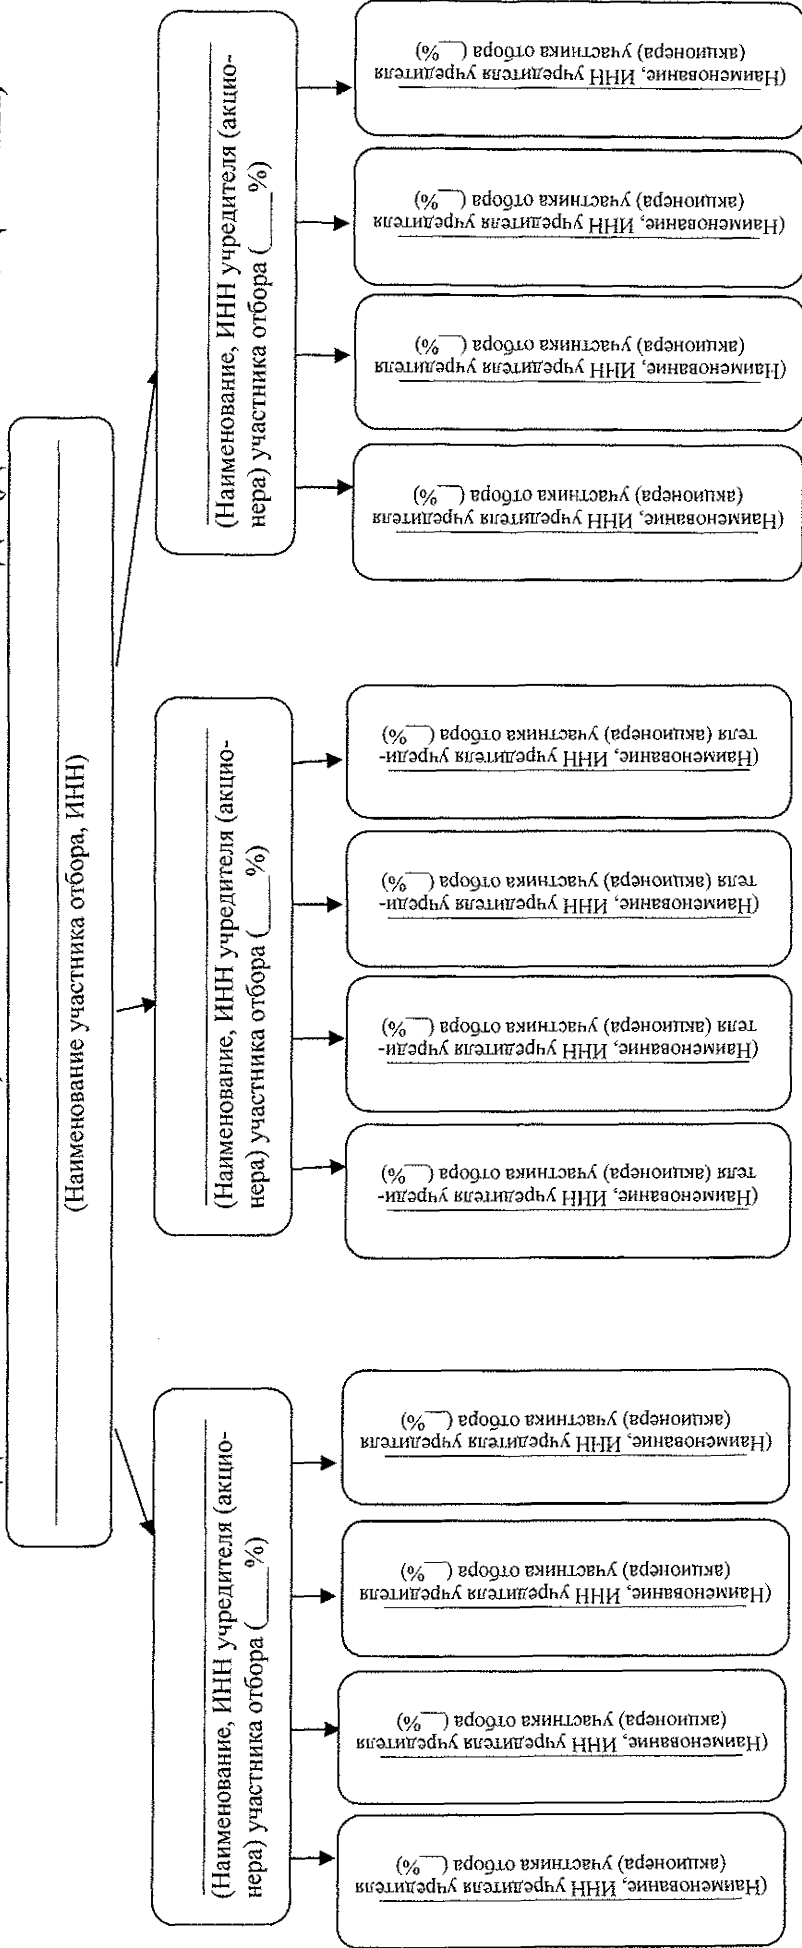 (Наименование участника отбора, ИНН)
(Наименование, ИНН учредителя (акцио-
нера) участника отбора (____%)
(Наименование, ИНН учредителя (акцио-
нера) участника отбора (____%)
(Наименование, ИНН учредителя (акцио-
нера) участника отбора (____%)
(Наименование, ИНН учредителя учредителя
(акционера) участника отбора (__%)
(Наименование, ИНН учредителя учредителя
(акционера) участника отбора (__%)
(Наименование, ИНН учредителя учредителя
(акционера) участника отбора (__%)
(Наименование, ИНН учредителя учредителя
(акционера) участника отбора (__%)
(Наименование, ИНН учредителя учреди-
теля (акционера) участника отбора (__%)
(Наименование, ИНН учредителя учреди-
теля (акционера) участника отбора (__%)
(Наименование, ИНН учредителя учреди-
теля (акционера) участника отбора (__%)
(Наименование, ИНН учредителя учреди-
теля (акционера) участника отбора (__%)
(Наименование, ИНН учредителя учредителя
(акционера) участника отбора (__%)
(Наименование, ИНН учредителя учредителя
(акционера) участника отбора (__%)
(Наименование, ИНН учредителя учредителя
(акционера) участника отбора (__%)
(Наименование, ИНН учредителя учредителя
(акционера) участника отбора (__%)